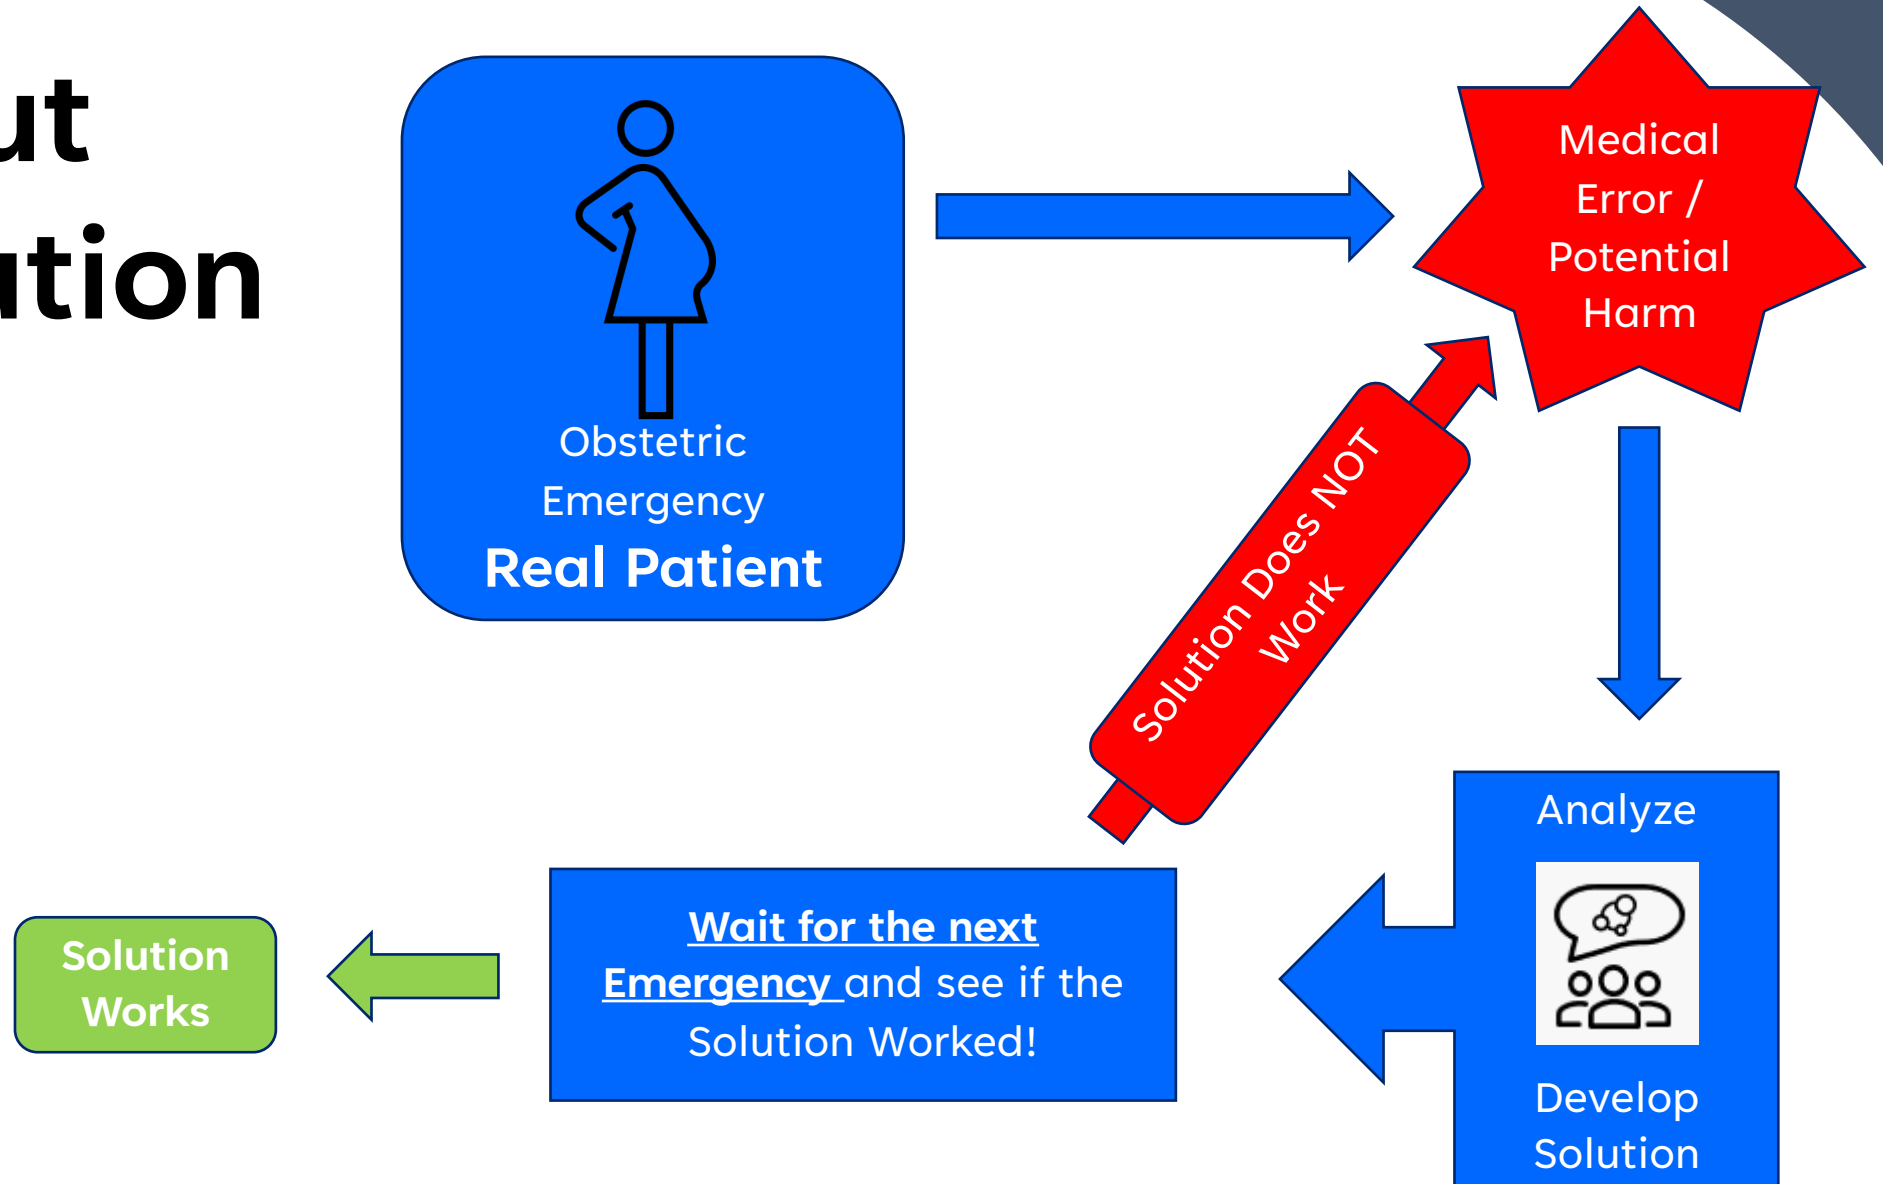 ut
ation
Obstetric
Emergency
Real Patient
Medical
Error /
Potential
Harm
Solution Does NOT
Work
Analyze
Develop
Solution
Wait for the next
Emergency and see if the
Solution Worked!
Solution
Works